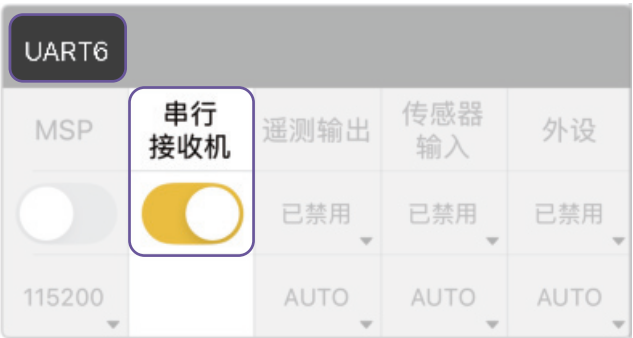 UART6
MSP
串行
接收机
遥测输出
传感器
输入
外设
已禁用
已禁用
已禁用
115200
AUTO
AUTO
AUTO